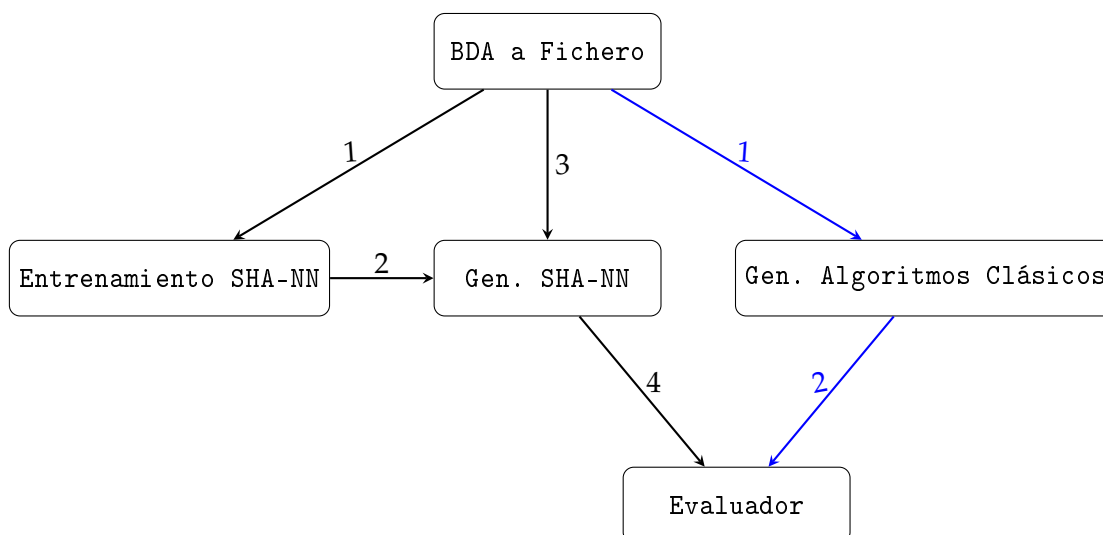 BDA a Fichero
1
3
1
Entrenamiento SHA-NN
2
Gen. SHA-NN
Gen. Algoritmos Clásicos
4
2
Evaluador